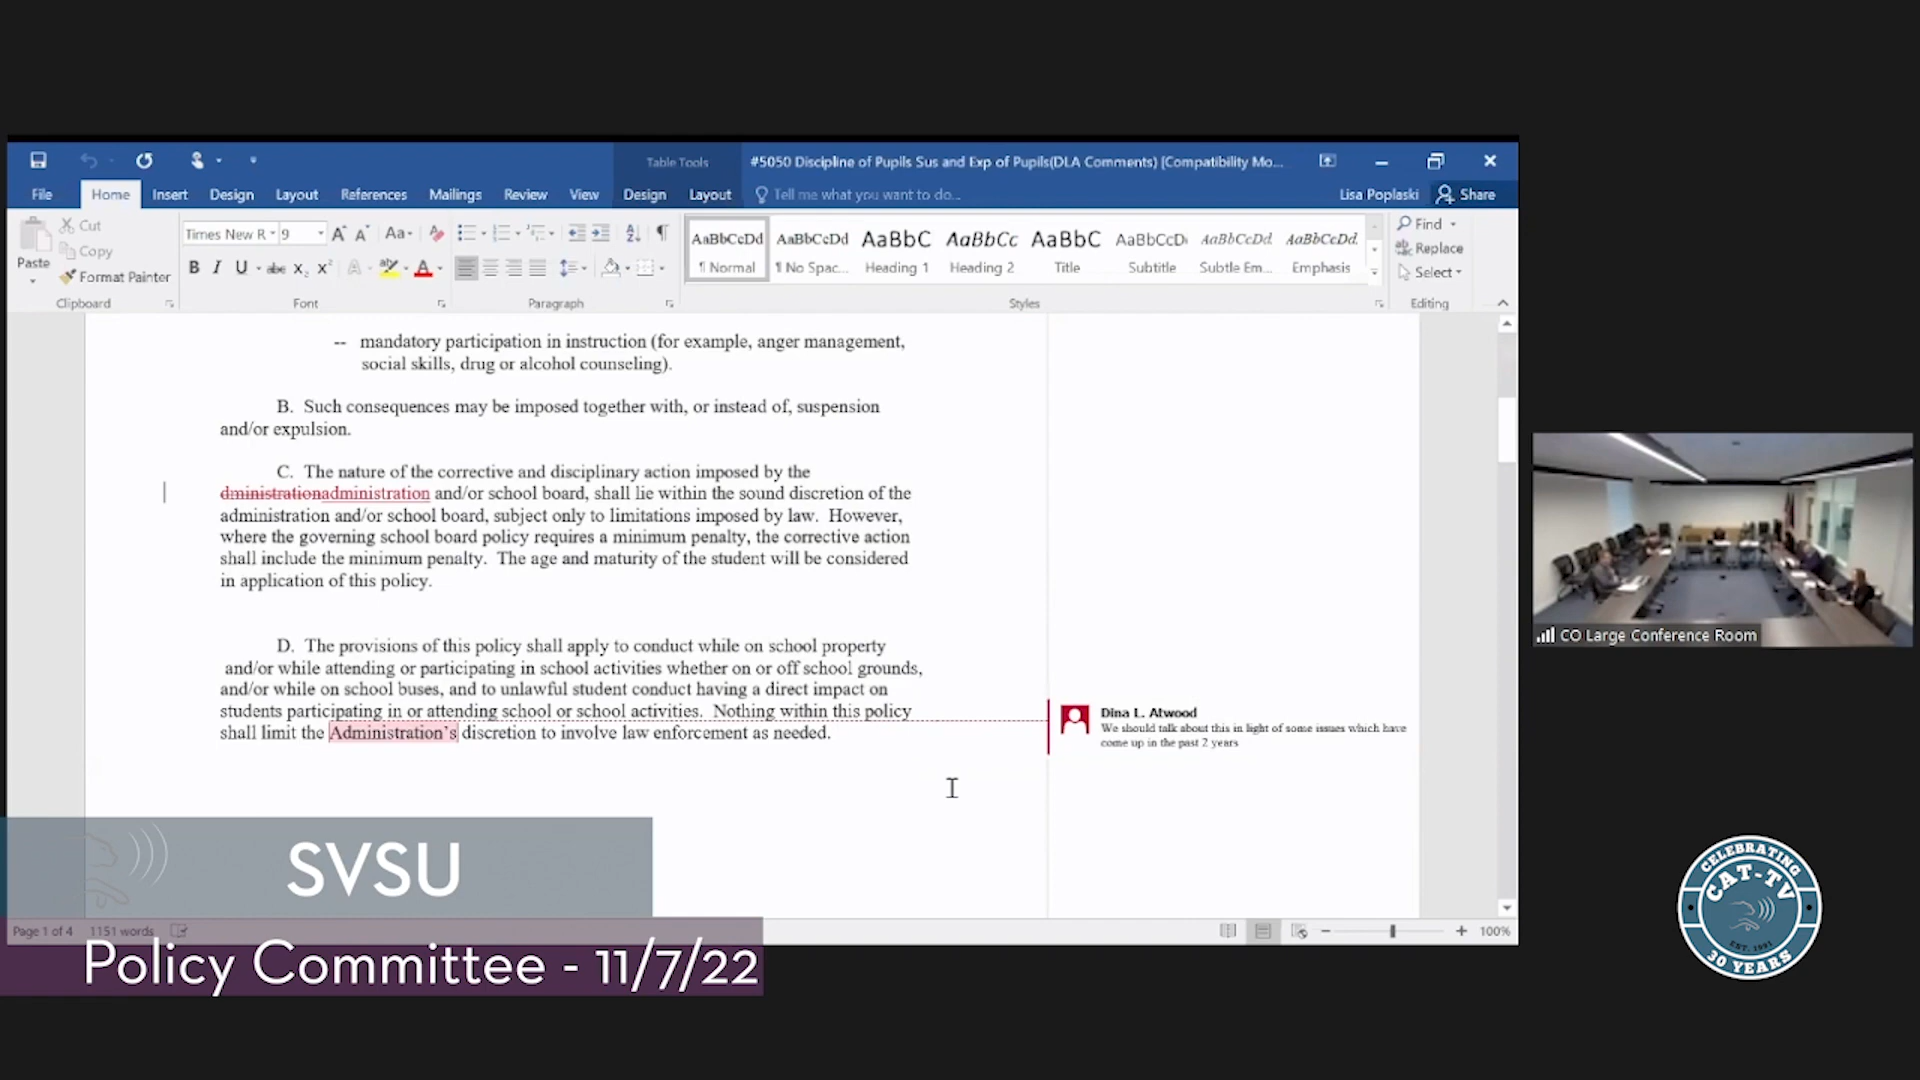 Table Tools
#5050 Discipline of Pupils Sus and Exp of Pupils(DLA Comments) [Compatibility Mo...
File Home Insert Design Layout References Mailings Review View Design Layout Tell me what you want to do... Lisa Poplaski Share
Paste
Cut
Copy
Format Painter
Clipboard
Times New R 9
Aa
B I U abc X₂ X²
A
Font
Paragraph
AaBbCcDd AaBbCcDd AaBbC AaBbCc AaBbC AaBbCcD AaBbCcDd AaBbCcDd
¶ Normal ¶ No Spac... Heading 1 Heading 2 Title Subtitle Subtle Em... Emphasis
Styles
Find
Replace
Select
Editing
-- mandatory participation in instruction (for example, anger management,
social skills, drug or alcohol counseling).
B. Such consequences may be imposed together with, or instead of, suspension
and/or expulsion.
C. The nature of the corrective and disciplinary action imposed by the
dministrationadministration and/or school board, shall lie within the sound discretion of the
administration and/or school board, subject only to limitations imposed by law. However,
where the governing school board policy requires a minimum penalty, the corrective action
shall include the minimum penalty. The age and maturity of the student will be considered
in application of this policy.
D. The provisions of this policy shall apply to conduct while on school property
and/or while attending or participating in school activities whether on or off school grounds,
and/or while on school buses, and to unlawful student conduct having a direct impact on
students participating in or attending school or school activities. Nothing within this policy
shall limit the Administration's discretion to involve law enforcement as needed.
Dina L. Atwood
We should talk about this in light of some issues which have
come up in the past 2 years
CO Large Conference Room
SVSU
Page 1 of 4 1151 words
100%
Policy Committee - 11/7/22
CELEBRATING
CAT-TV
EST. 1991
30 YEARS